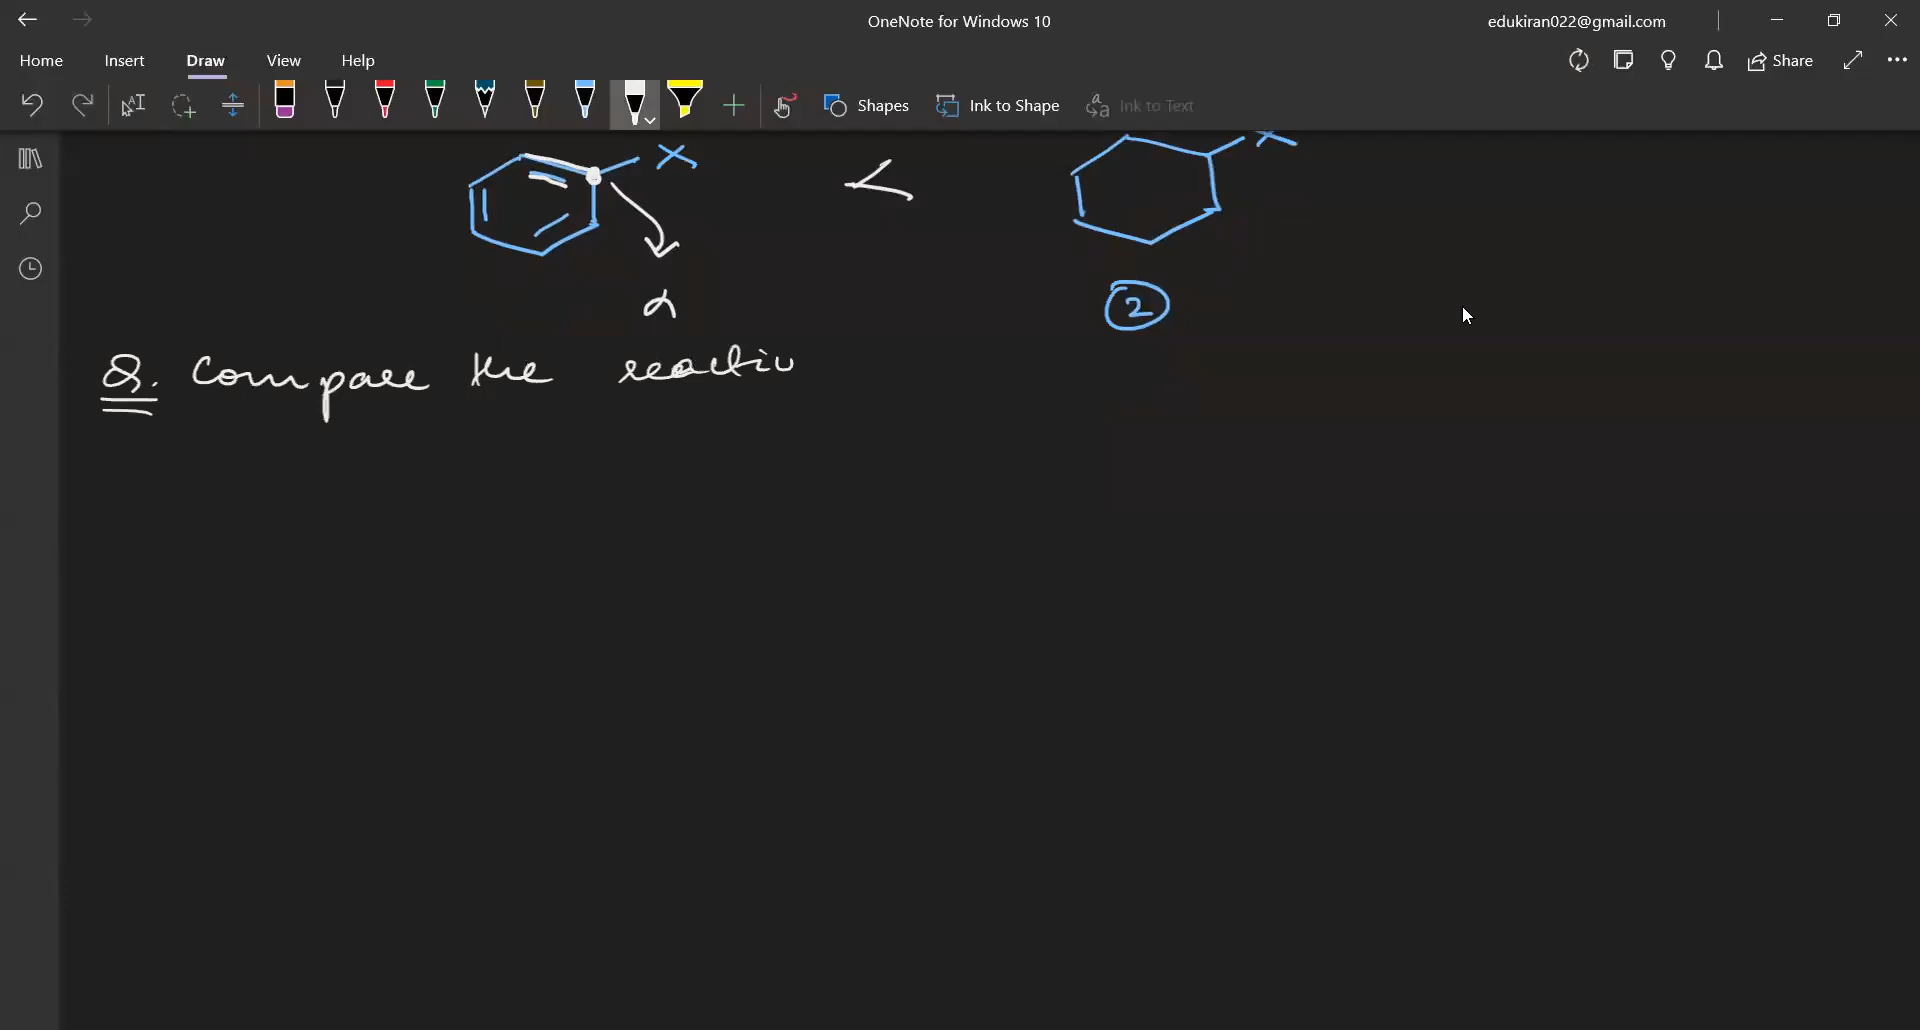 OneNote for Windows 10
edukiran022@gmail.com
Home Insert Draw View Help
Share
Shapes Ink to Shape Ink to Text
X < X
α
2
Q. Compare the reactiv